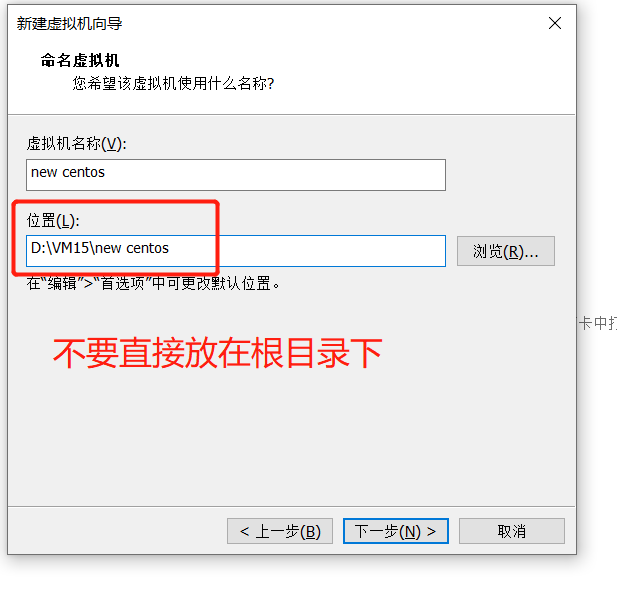 新建虚拟机向导
命名虚拟机
您希望该虚拟机使用什么名称?
虚拟机名称(V):
new centos
位置(L):
D:\VM15\new centos
浏览(R)...
在“编辑”>“首选项”中可更改默认位置。
卡中打
不要直接放在根目录下
< 上一步(B)
下一步(N) >
取消